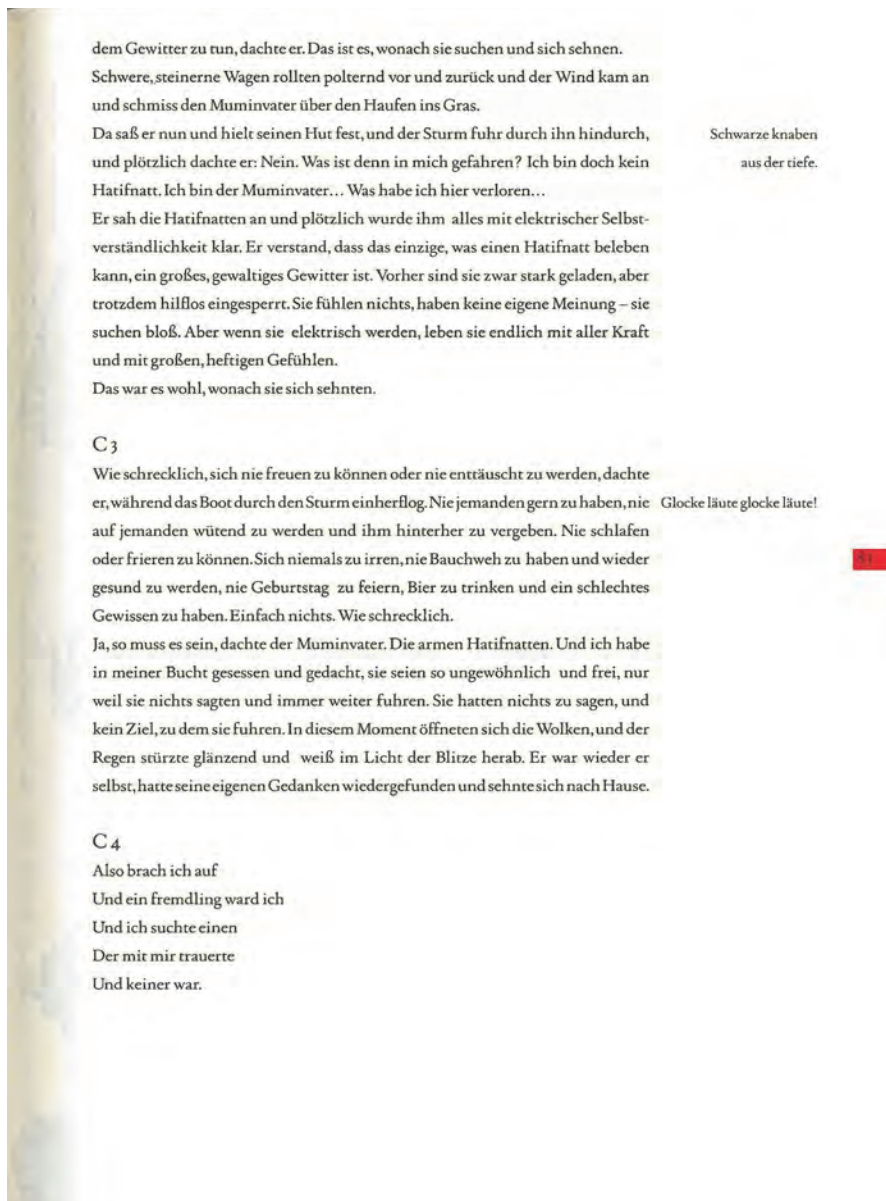 dem Gewitter zu tun, dachte er. Das ist es, wonach sie suchen und sich sehnen.
Schwere, steinerne Wagen rollten polternd vor und zurück und der Wind kam an
und schmiss den Muminvater über den Haufen ins Gras.
Da saß er nun und hielt seinen Hut fest, und der Sturm fuhr durch ihn hindurch,
Schwarze knaben
und plötzlich dachte er: Nein. Was ist denn in mich gefahren? Ich bin doch kein
aus der tiefe.
Hatifnatt. Ich bin der Muminvater... Was habe ich hier verloren...
Er sah die Hatifnatten an und plötzlich wurde ihm alles mit elektrischer Selbst-
verständlichkeit klar. Er verstand, dass das einzige, was einen Hatifnatt beleben
kann, ein großes, gewaltiges Gewitter ist. Vorher sind sie zwar stark geladen, aber
trotzdem hilflos eingesperrt. Sie fühlen nichts, haben keine eigene Meinung – sie
suchen bloß. Aber wenn sie elektrisch werden, leben sie endlich mit aller Kraft
und mit großen, heftigen Gefühlen.
Das war es wohl, wonach sie sich sehnten.
C3
Wie schrecklich, sich nie freuen zu können oder nie enttäuscht zu werden, dachte
er, während das Boot durch den Sturm einherflog. Nie jemanden gern zu haben, nie
Glocke läute glocke läute!
auf jemanden wütend zu werden und ihm hinterher zu vergeben. Nie schlafen
oder frieren zu können. Sich niemals zu irren, nie Bauchweh zu haben und wieder
gesund zu werden, nie Geburtstag zu feiern, Bier zu trinken und ein schlechtes
Gewissen zu haben. Einfach nichts. Wie schrecklich.
Ja, so muss es sein, dachte der Muminvater. Die armen Hatifnatten. Und ich habe
in meiner Bucht gesessen und gedacht, sie seien so ungewöhnlich und frei, nur
weil sie nichts sagten und immer weiter fuhren. Sie hatten nichts zu sagen, und
kein Ziel, zu dem sie fuhren. In diesem Moment öffneten sich die Wolken, und der
Regen stürzte glänzend und weiß im Licht der Blitze herab. Er war wieder er
selbst, hatte seine eigenen Gedanken wiedergefunden und sehnte sich nach Hause.
C4
Also brach ich auf
Und ein fremdling ward ich
Und ich suchte einen
Der mit mir trauerte
Und keiner war.